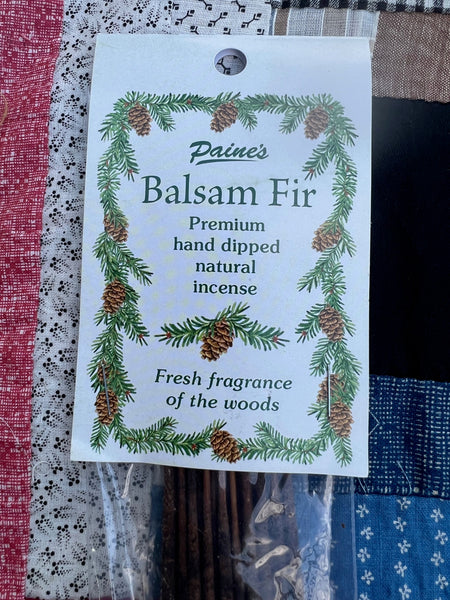 Paine's
Balsam Fir
Premium
hand dipped
natural
incense
Fresh fragrance
of the woods